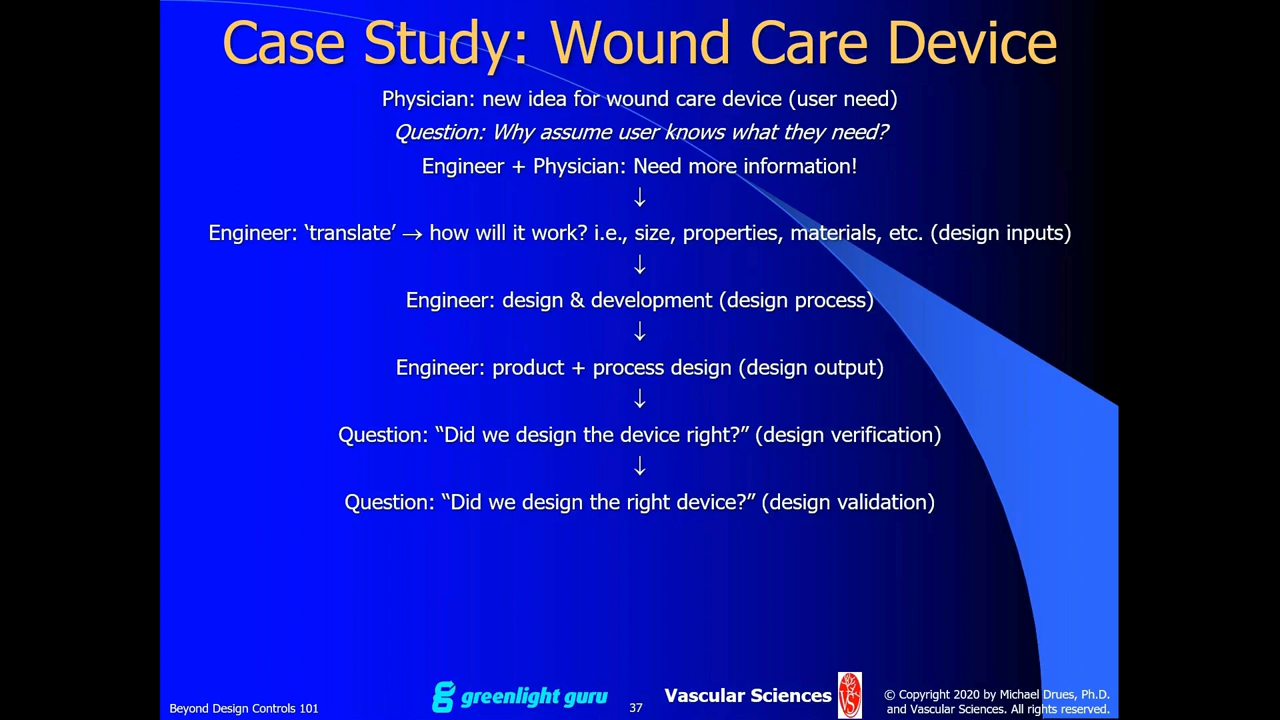 Case Study: Wound Care Device
Physician: new idea for wound care device (user need)
Question: Why assume user knows what they need?
Engineer + Physician: Need more information!
↓
Engineer: ‘translate’ → how will it work? i.e., size, properties, materials, etc. (design inputs)
↓
Engineer: design & development (design process)
↓
Engineer: product + process design (design output)
↓
Question: “Did we design the device right?” (design verification)
↓
Question: “Did we design the right device?” (design validation)
Beyond Design Controls 101
greenlight guru
37
Vascular Sciences
© Copyright 2020 by Michael Drues, Ph.D.
and Vascular Sciences. All rights reserved.